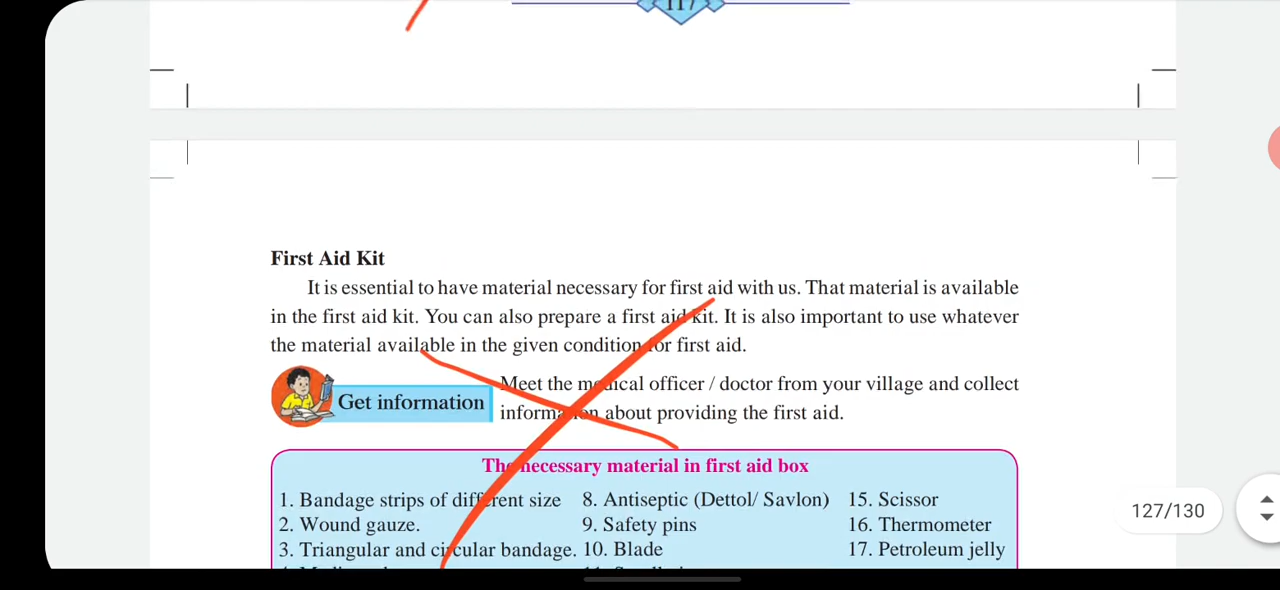 117
First Aid Kit
It is essential to have material necessary for first aid with us. That material is available
in the first aid kit. You can also prepare a first aid kit. It is also important to use whatever
the material available in the given condition for first aid.
Get information
Meet the medical officer / doctor from your village and collect
information about providing the first aid.
The necessary material in first aid box
1. Bandage strips of different size 8. Antiseptic (Dettol/ Savlon) 15. Scissor
2. Wound gauze. 9. Safety pins 16. Thermometer
3. Triangular and circular bandage. 10. Blade 17. Petroleum jelly
127/130